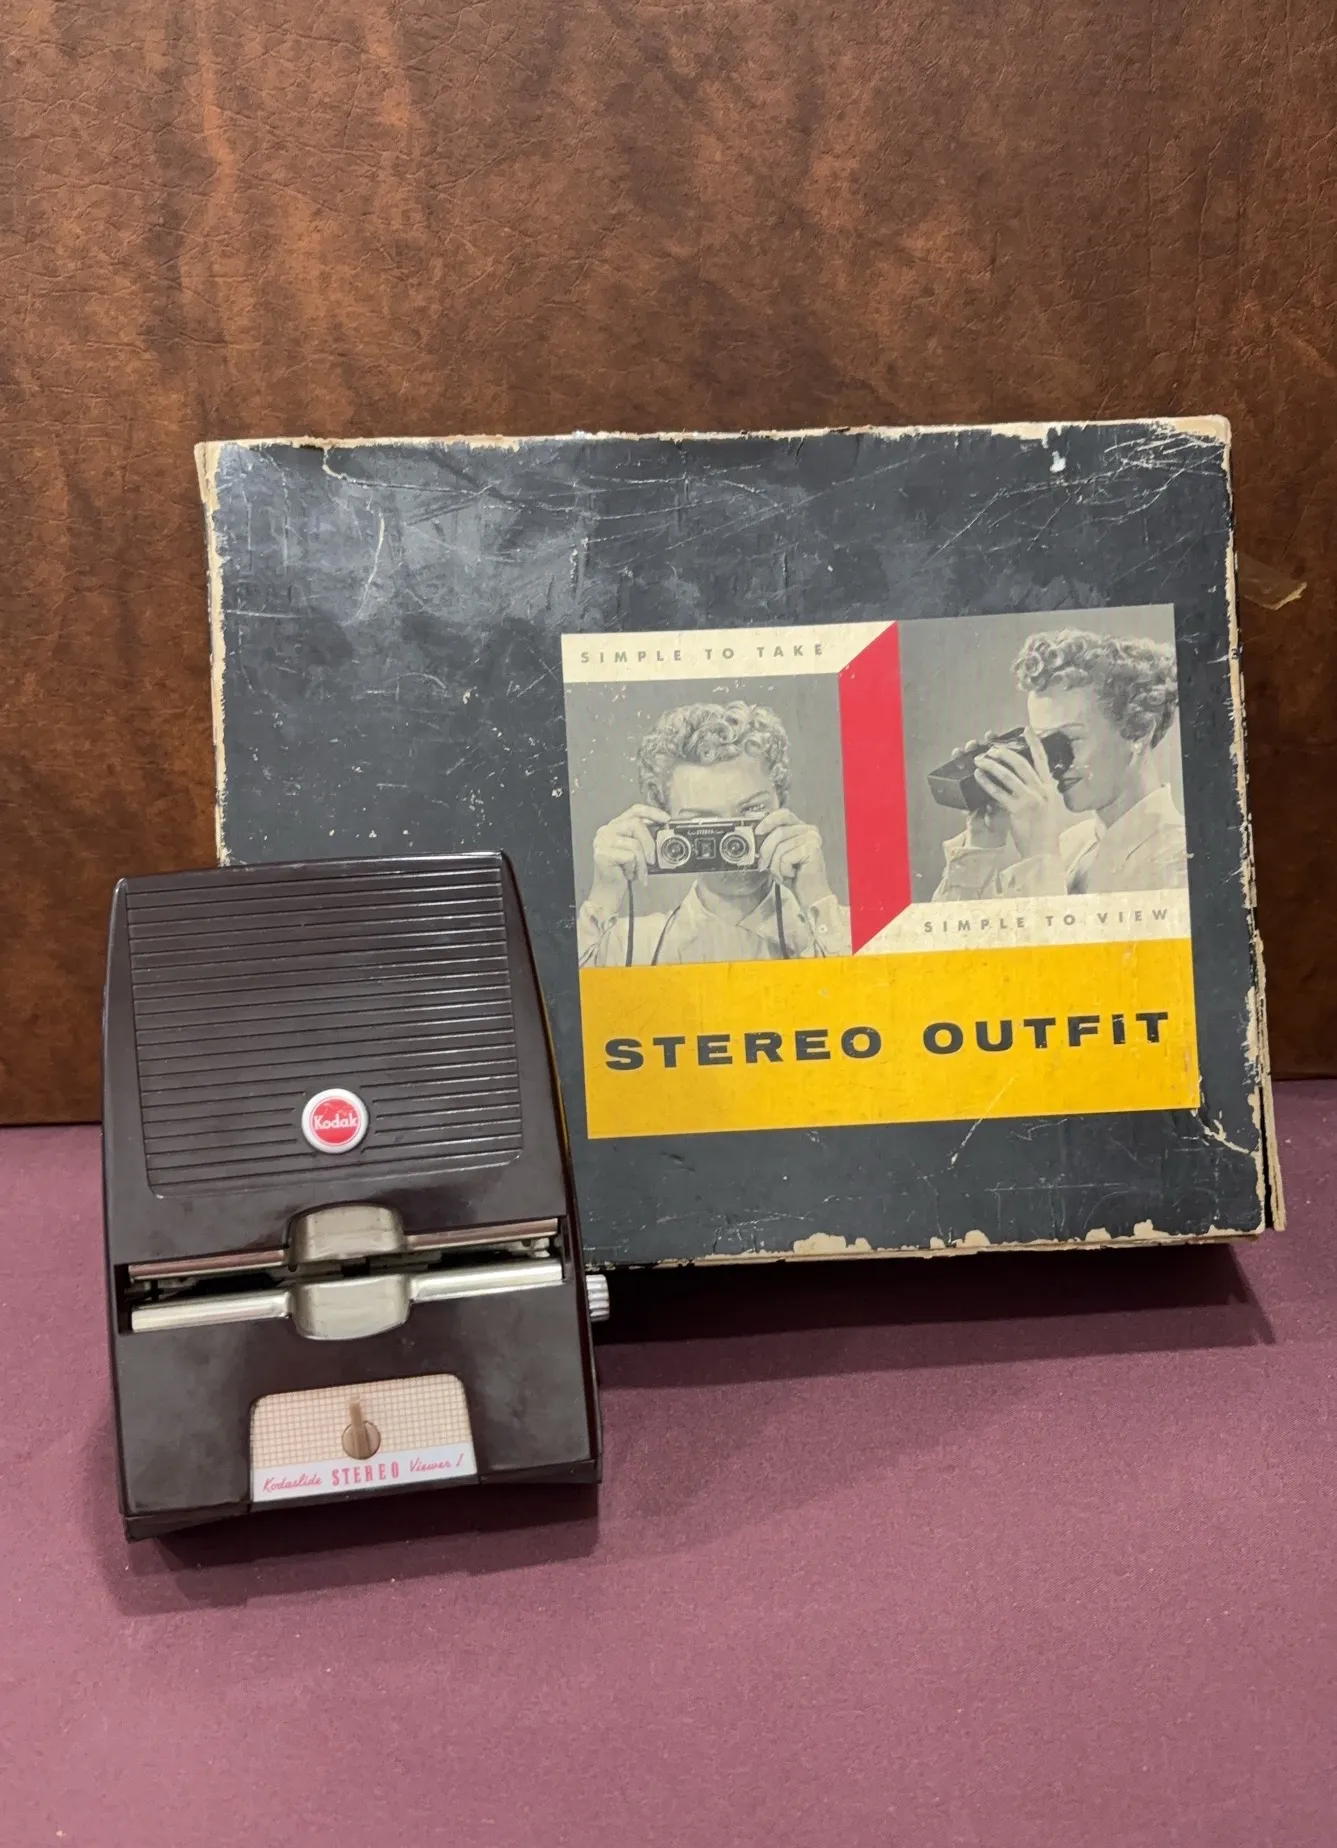 SIMPLE TO TAKE
SIMPLE TO VIEW
STEREO OUTFIT
Kodak
Kodaslide STEREO Viewer I